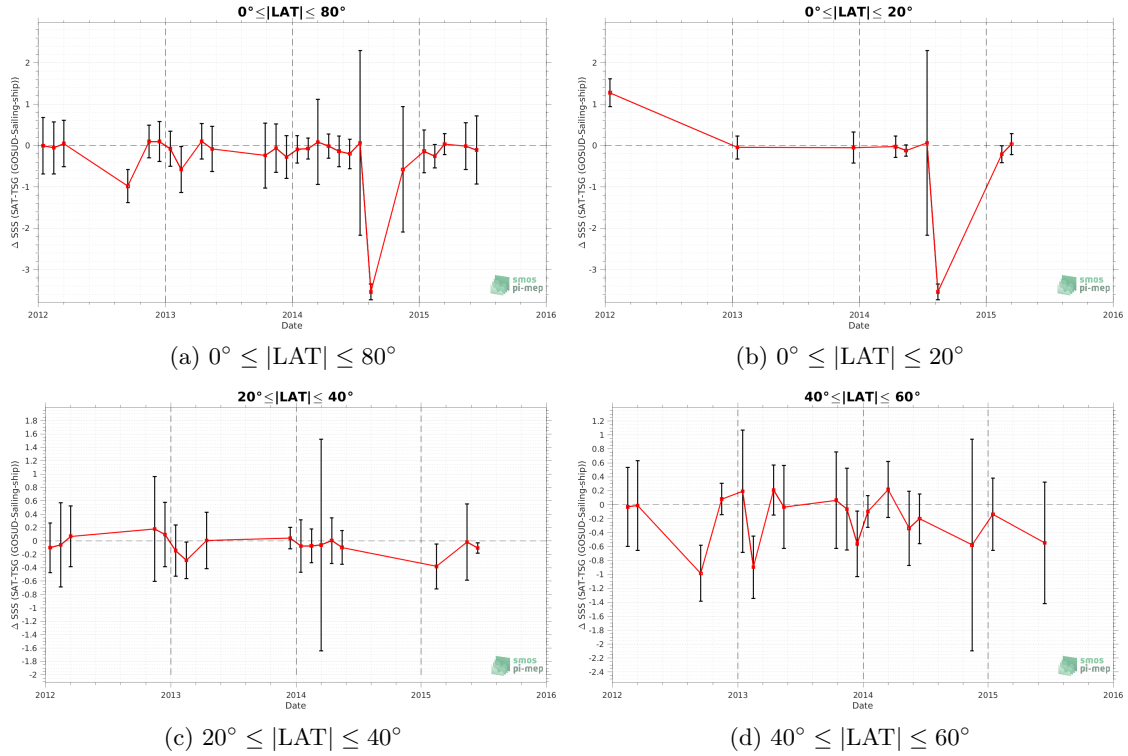 0°≤|LAT|≤ 80°
Δ SSS (SAT-TSG (GOSUD-Sailing-ship))
2
1
0
-1
-2
-3
2012 2013 2014 2015 2016
Date
smos
pi-mep
(a) 0° ≤ |LAT| ≤ 80°
0°≤|LAT|≤ 20°
Δ SSS (SAT-TSG (GOSUD-Sailing-ship))
2
1
0
-1
-2
-3
2012 2013 2014 2015 2016
Date
smos
pi-mep
(b) 0° ≤ |LAT| ≤ 20°
20°≤|LAT|≤ 40°
Δ SSS (SAT-TSG (GOSUD-Sailing-ship))
1.8
1.6
1.4
1.2
1
0.8
0.6
0.4
0.2
0
-0.2
-0.4
-0.6
-0.8
-1
-1.2
-1.4
-1.6
-1.8
-2
2012 2013 2014 2015 2016
Date
smos
pi-mep
(c) 20° ≤ |LAT| ≤ 40°
40°≤|LAT|≤ 60°
Δ SSS (SAT-TSG (GOSUD-Sailing-ship))
1.2
1
0.8
0.6
0.4
0.2
0
-0.2
-0.4
-0.6
-0.8
-1
-1.2
-1.4
-1.6
-1.8
-2
-2.2
-2.4
2012 2013 2014 2015 2016
Date
smos
pi-mep
(d) 40° ≤ |LAT| ≤ 60°